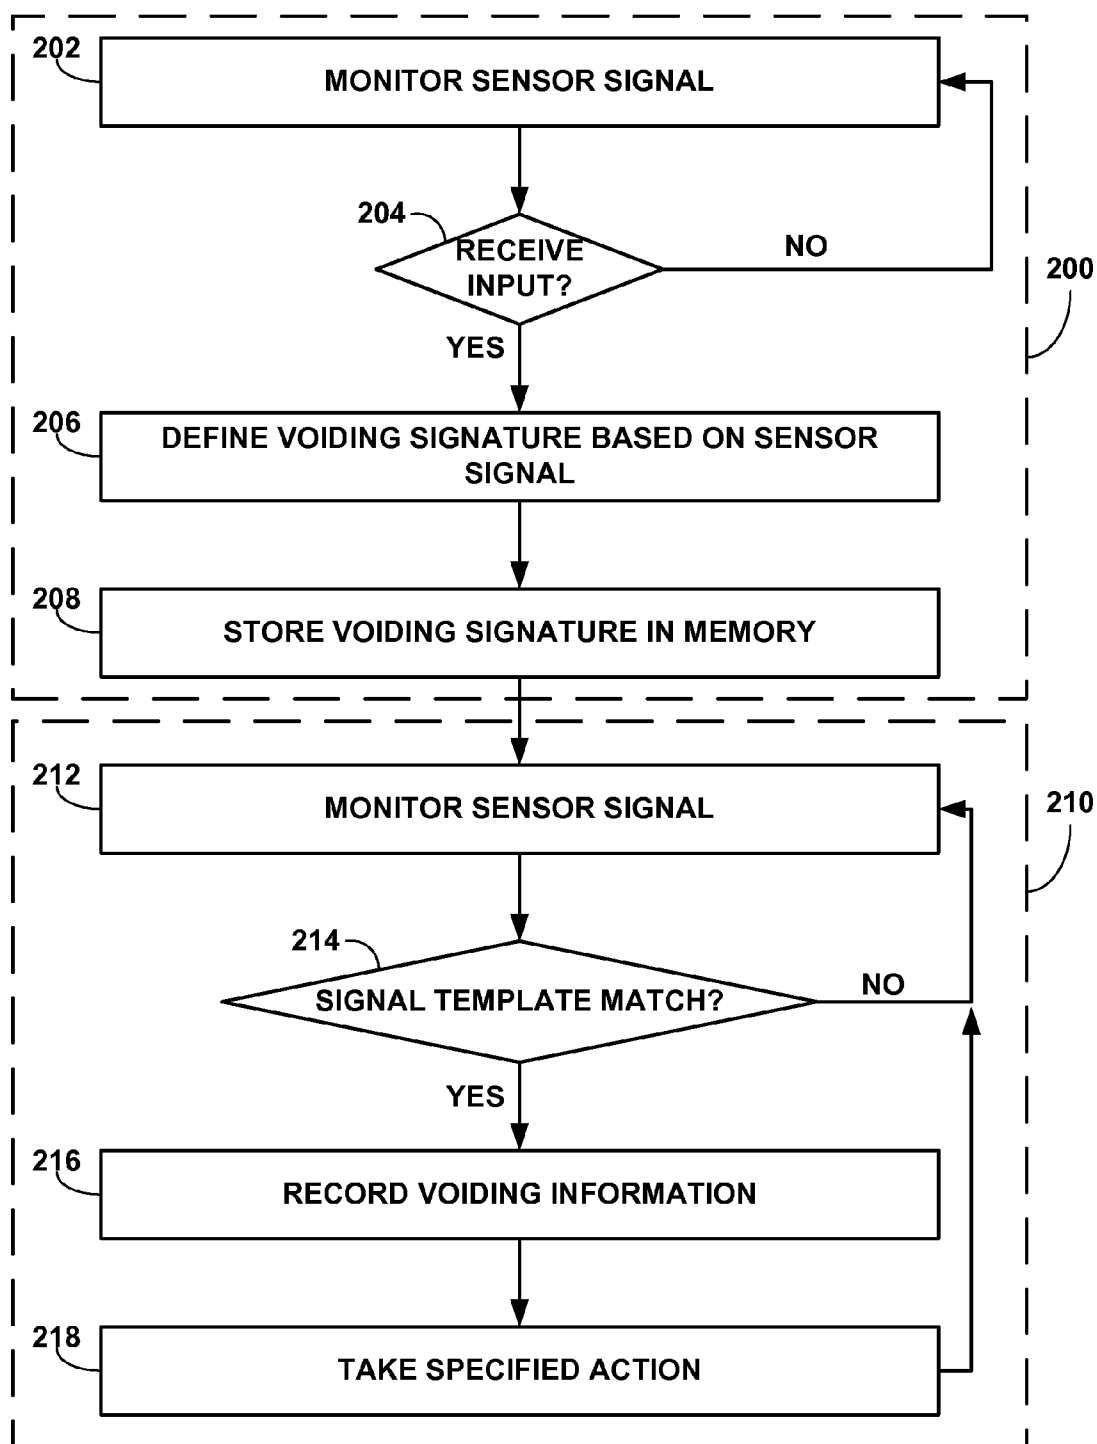 202
MONITOR SENSOR SIGNAL
204
RECEIVE
INPUT?
NO
200
YES
206
DEFINE VOIDING SIGNATURE BASED ON SENSOR
SIGNAL
208
STORE VOIDING SIGNATURE IN MEMORY
212
MONITOR SENSOR SIGNAL
210
214
SIGNAL TEMPLATE MATCH?
NO
YES
216
RECORD VOIDING INFORMATION
218
TAKE SPECIFIED ACTION